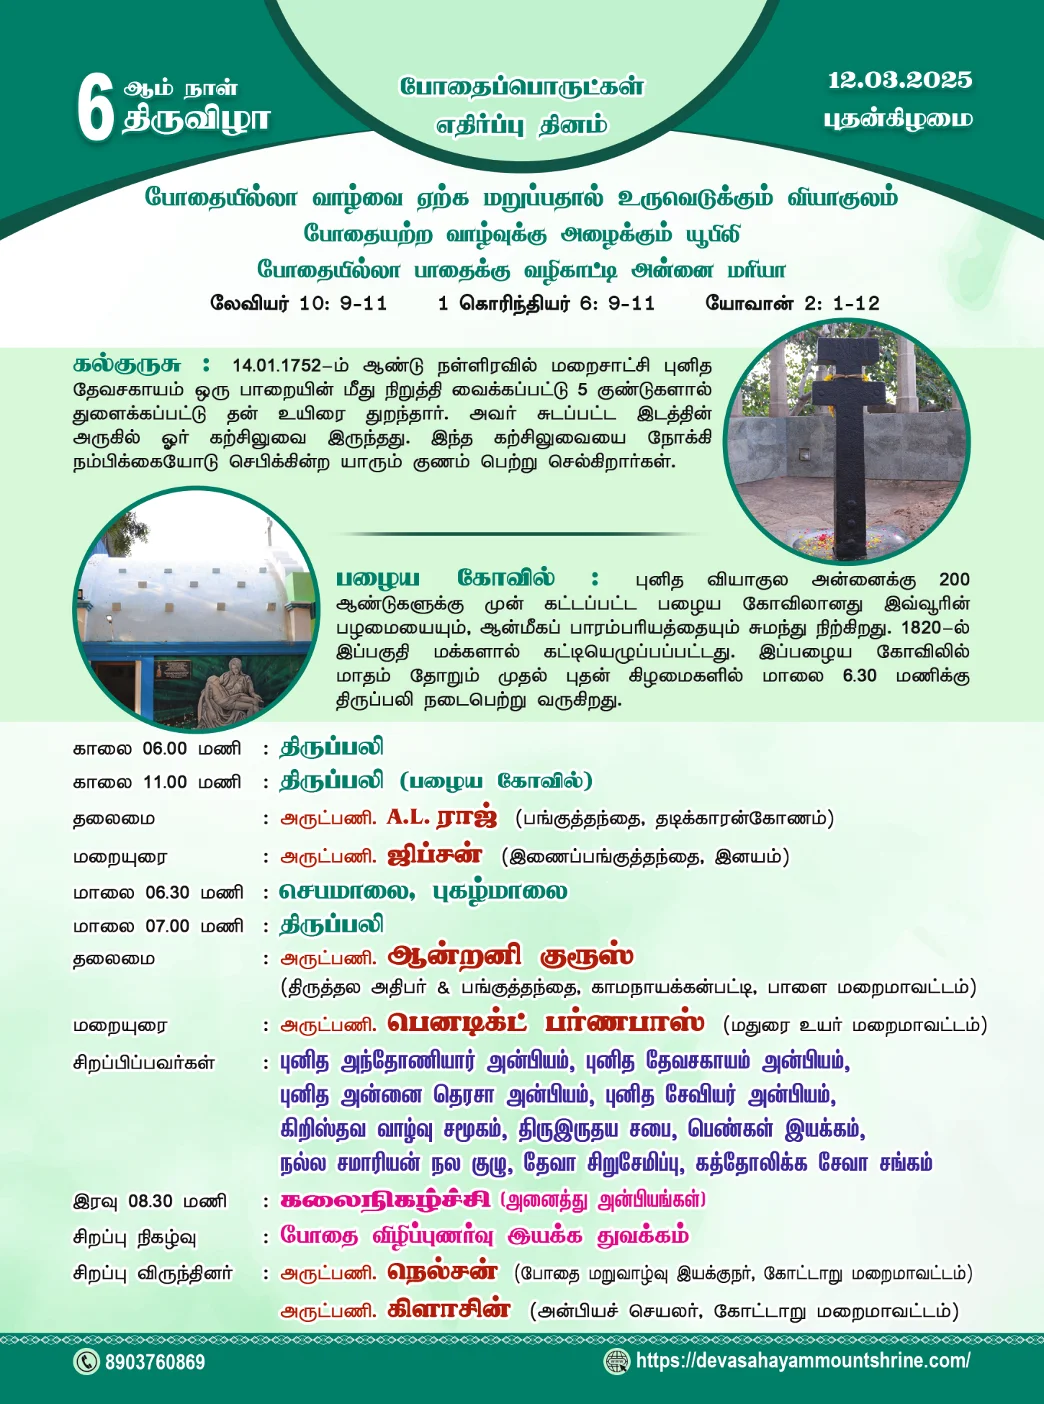 6 ஆம் நாள் திருவிழா
போதைப்பொருட்கள்
எதிர்ப்பு தினம்
12.03.2025
புதன்கிழமை
போதையில்லா வாழ்வை ஏற்க மறுப்பதால் உருவெடுக்கும் வியாகுலம்
போதையற்ற வாழ்வுக்கு அழைக்கும் யூபிலி
போதையில்லா பாதைக்கு வழிகாட்டி அன்னை மரியா
லேவியர் 10: 9-11 1 கொரிந்தியர் 6: 9-11 யோவான் 2: 1-12
கல்குருசு : 14.01.1752-ம் ஆண்டு நள்ளிரவில் மறைசாட்சி புனித
தேவசகாயம் ஒரு பாறையின் மீது நிறுத்தி வைக்கப்பட்டு 5 குண்டுகளால்
துளைக்கப்பட்டு தன் உயிரை துறந்தார். அவர் சுடப்பட்ட இடத்தின்
அருகில் ஓர் கற்சிலுவை இருந்தது. இந்த கற்சிலுவையை நோக்கி
நம்பிக்கையோடு செபிக்கின்ற யாரும் குணம் பெற்று செல்கிறார்கள்.
பழைய கோவில் : புனித வியாகுல அன்னைக்கு 200
ஆண்டுகளுக்கு முன் கட்டப்பட்ட பழைய கோவிலானது இவ்வூரின்
பழமையையும், ஆன்மீகப் பாரம்பரியத்தையும் சுமந்து நிற்கிறது. 1820-ல்
இப்பகுதி மக்களால் கட்டியெழுப்பப்பட்டது. இப்பழைய கோவிலில்
மாதம் தோறும் முதல் புதன் கிழமைகளில் மாலை 6.30 மணிக்கு
திருப்பலி நடைபெற்று வருகிறது.
காலை 06.00 மணி : திருப்பலி
காலை 11.00 மணி : திருப்பலி (பழைய கோவில்)
தலைமை : அருட்பணி. A.L. ராஜ் (பங்குத்தந்தை, தடிக்காரன்கோணம்)
மறையுரை : அருட்பணி. ஜிப்சன் (இணைப்பங்குத்தந்தை, இனயம்)
மாலை 06.30 மணி : செபமாலை, புகழ்மாலை
மாலை 07.00 மணி : திருப்பலி
தலைமை : அருட்பணி. ஆன்றனி குரூஸ்
(திருத்தல அதிபர் & பங்குத்தந்தை, காமநாயக்கன்பட்டி, பாளை மறைமாவட்டம்)
மறையுரை : அருட்பணி. பெனடிக்ட் பர்ணபாஸ் (மதுரை உயர் மறைமாவட்டம்)
சிறப்பிப்பவர்கள் : புனித அந்தோணியார் அன்பியம், புனித தேவசகாயம் அன்பியம்,
புனித அன்னை தெரசா அன்பியம், புனித சேவியர் அன்பியம்,
கிறிஸ்தவ வாழ்வு சமூகம், திருஇருதய சபை, பெண்கள் இயக்கம்,
நல்ல சமாரியன் நல குழு, தேவா சிறுசேமிப்பு, கத்தோலிக்க சேவா சங்கம்
இரவு 08.30 மணி : கலைநிகழ்ச்சி (அனைத்து அன்பியங்கள்)
சிறப்பு நிகழ்வு : போதை விழிப்புணர்வு இயக்க துவக்கம்
சிறப்பு விருந்தினர் : அருட்பணி. நெல்சன் (போதை மறுவாழ்வு இயக்குநர், கோட்டாறு மறைமாவட்டம்)
அருட்பணி. கிளாசின் (அன்பியச் செயலர், கோட்டாறு மறைமாவட்டம்)
8903760869
https://devasahayammountshrine.com/